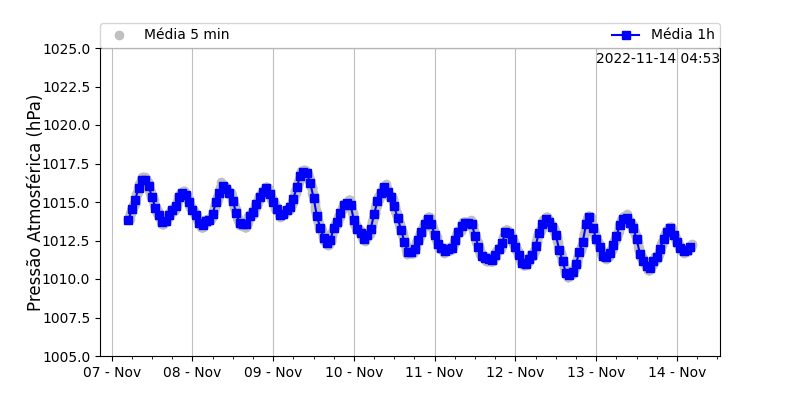 Média 5 min
Média 1h
2022-11-14 04:53
Pressão Atmosférica (hPa)
1025.0
1022.5
1020.0
1017.5
1015.0
1012.5
1010.0
1007.5
1005.0
07 - Nov
08 - Nov
09 - Nov
10 - Nov
11 - Nov
12 - Nov
13 - Nov
14 - Nov